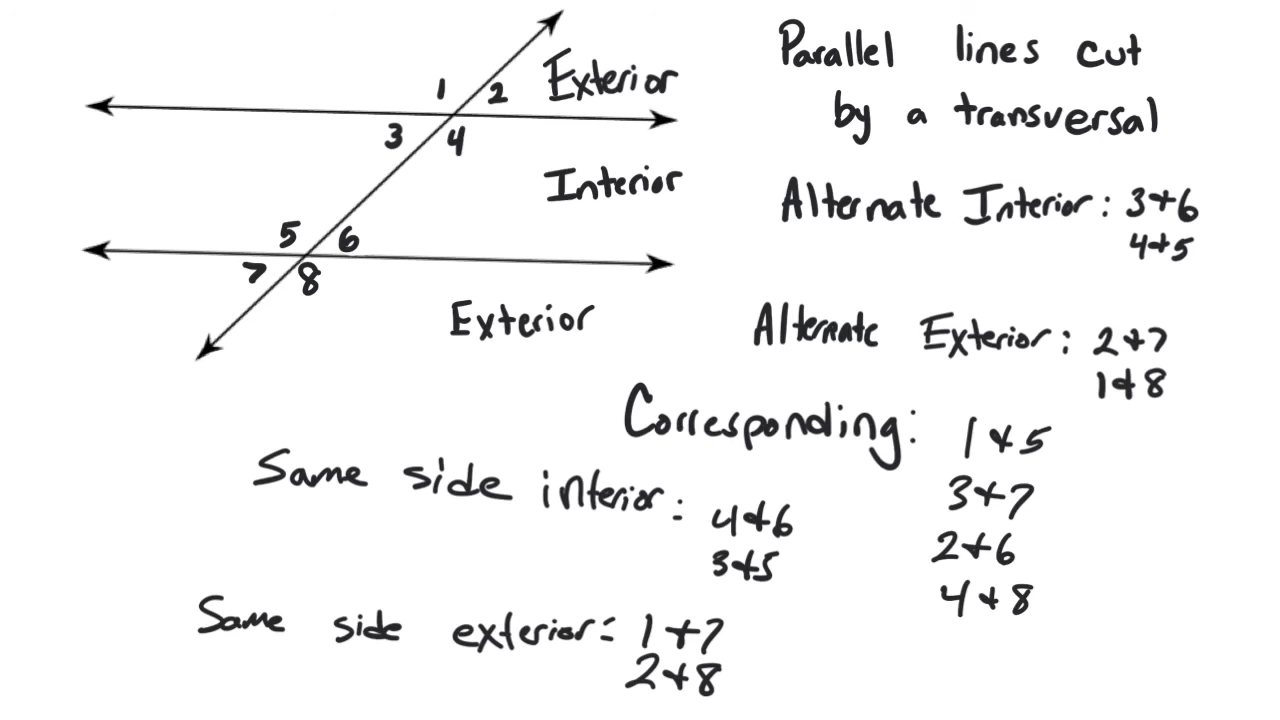 Parallel lines cut
by a transversal
1 2 Exterior
3 4
Interior
5 6
7 8
Exterior
Alternate Interior: 3+6
4+5
Alternate Exterior: 2+7
1+8
Corresponding: 1+5
3+7
2+6
4+8
Same side interior: 4+6
3+5
Same side exterior: 1+7
2+8